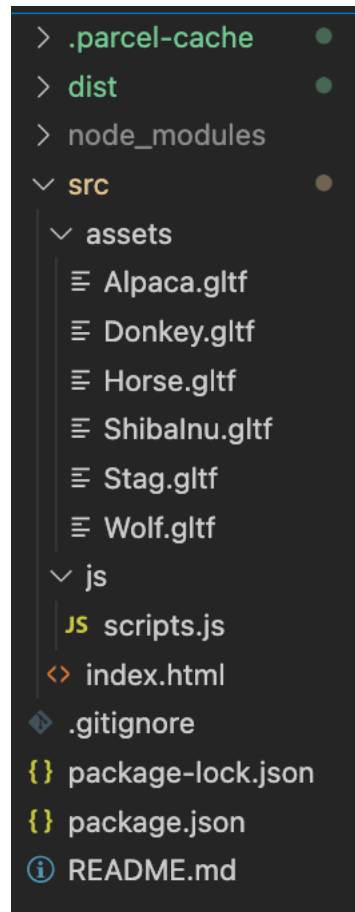 .parcel-cache
dist
node_modules
src
assets
Alpaca.gltf
Donkey.gltf
Horse.gltf
ShibaInu.gltf
Stag.gltf
Wolf.gltf
js
JS scripts.js
<> index.html
.gitignore
{} package-lock.json
{} package.json
README.md